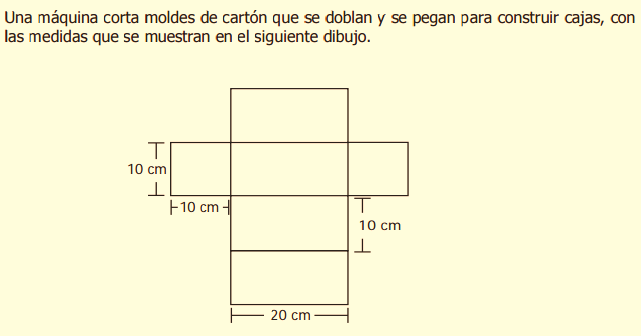 Una máquina corta moldes de cartón que se doblan y se pegan para construir cajas, con
las medidas que se muestran en el siguiente dibujo.
10 cm
10 cm
10 cm
20 cm